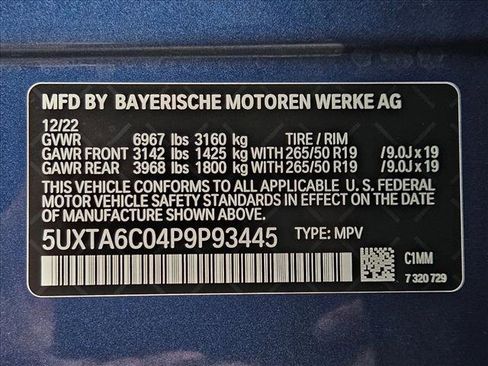 MFD BY BAYERISCHE MOTOREN WERKE AG
12/22
GVWR 6967 lbs 3160 kg TIRE / RIM
GAWR FRONT 3142 lbs 1425 kg WITH 265/50 R19 /9.0J x 19
GAWR REAR 3968 lbs 1800 kg WITH 265/50 R19 /9.0J x 19
THIS VEHICLE CONFORMS TO ALL APPLICABLE U.S. FEDERAL
MOTOR VEHICLE SAFETY STANDARDS IN EFFECT ON THE DATE
OF MANUFACTURE SHOWN ABOVE.
5UXTA6C04P9P93445 TYPE: MPV
C1MM
7 320 729